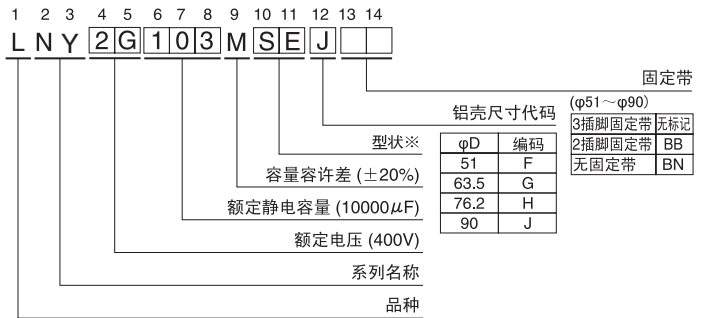 1 2 3 4 5 6 7 8 9 10 11 12 13 14
L N Y 2 G 1 0 3 M S E J
固定带
(φ51～φ90)
3插脚固定带 无标记
2插脚固定带 BB
无固定带 BN
铝壳尺寸代码
φD 编码
51 F
63.5 G
76.2 H
90 J
型状※
容量容许差 (±20%)
额定静电容量 (10000μF)
额定电压 (400V)
系列名称
品种